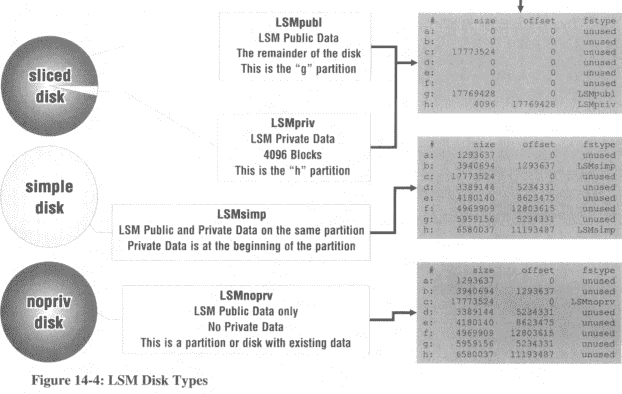 LSMpubl
LSM Public Data
The remainder of the disk
This is the "g" partition
sliced
disk
LSMpriv
LSM Private Data
4096 Blocks
This is the "h" partition
# size offset fstype
a: 0 0 unused
b: 0 0 unused
c: 17773524 0 unused
d: 0 0 unused
e: 0 0 unused
f: 0 0 unused
g: 17769428 0 LSMpubl
h: 4096 17769428 LSMpriv
simple
disk
LSMsimp
LSM Public and Private Data on the same partition
Private Data is at the beginning of the partition
# size offset fstype
a: 1293637 0 unused
b: 3940694 1293637 LSMsimp
c: 17773524 0 unused
d: 3389144 5234331 unused
e: 4180140 8623475 unused
f: 4969909 12803615 unused
g: 5959156 5234331 unused
h: 6580037 11193487 LSMsimp
nopriv
disk
LSMnoprv
LSM Public Data only
No Private Data
This is a partition or disk with existing data
# size offset fstype
a: 1293637 0 unused
b: 3940694 1293637 unused
c: 17773524 0 LSMnoprv
d: 3389144 5234331 unused
e: 4180140 8623475 unused
f: 4969909 12803615 unused
g: 5959156 5234331 unused
h: 6580037 11193487 unused
Figure 14-4: LSM Disk Types